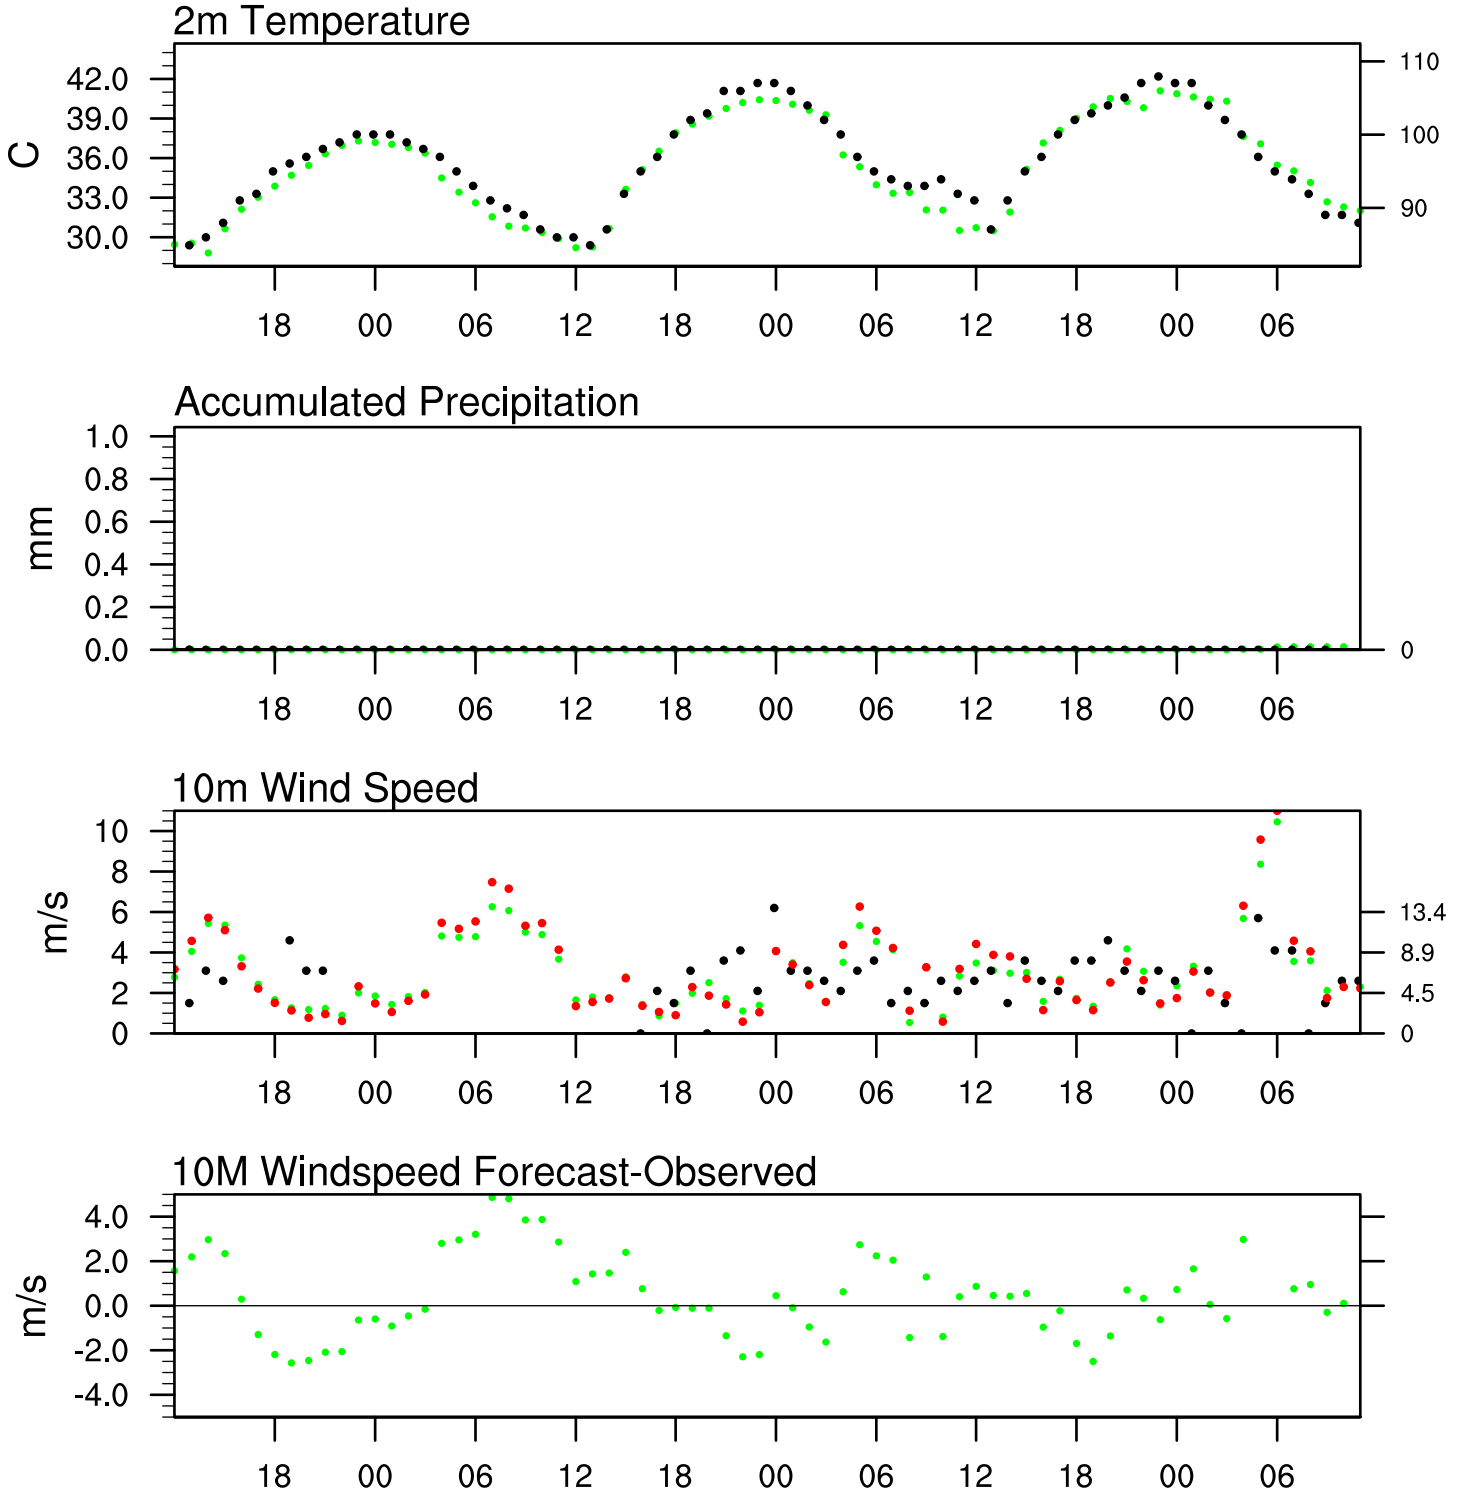 2m Temperature
42.0
39.0
36.0
33.0
30.0
C
110
100
90
18 00 06 12 18 00 06 12 18 00 06
Accumulated Precipitation
1.0
0.8
0.6
0.4
0.2
0.0
mm
0
18 00 06 12 18 00 06 12 18 00 06
10m Wind Speed
10
8
6
4
2
0
m/s
13.4
8.9
4.5
0
18 00 06 12 18 00 06 12 18 00 06
10M Windspeed Forecast-Observed
4.0
2.0
0.0
-2.0
-4.0
m/s
18 00 06 12 18 00 06 12 18 00 06